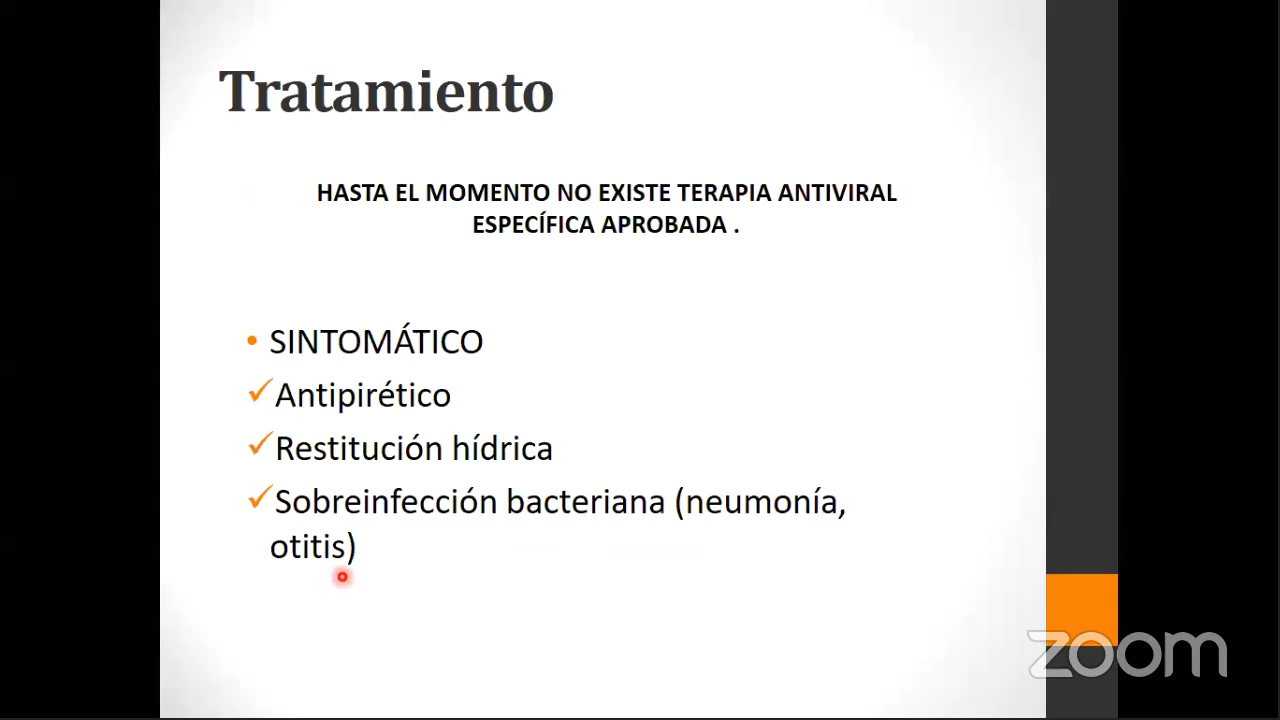 Tratamiento
HASTA EL MOMENTO NO EXISTE TERAPIA ANTIVIRAL
ESPECÍFICA APROBADA .
• SINTOMÁTICO
✓Antipirético
✓Restitución hídrica
✓Sobreinfección bacteriana (neumonía,
otitis)
zoom